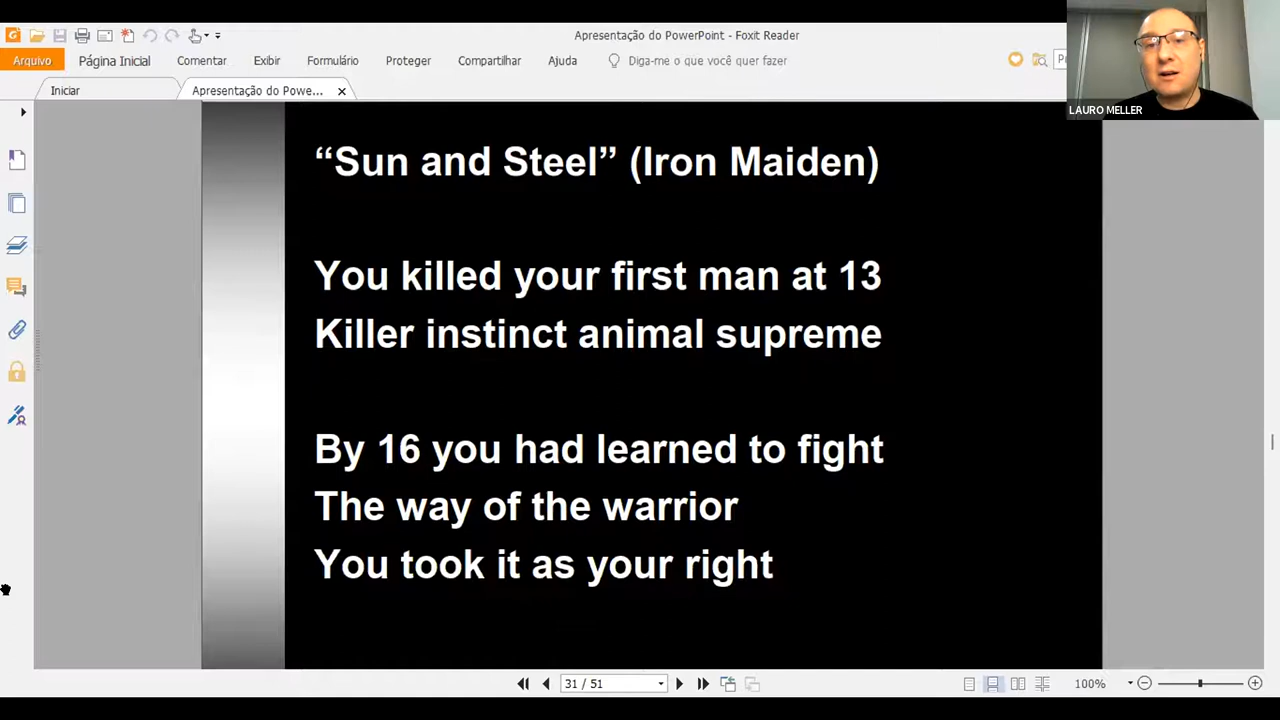 Apresentação do PowerPoint - Foxit Reader
Arquivo Página Inicial Comentar Exibir Formulário Proteger Compartilhar Ajuda Diga-me o que você quer fazer
Iniciar Apresentação do Powe...
LAURO MELLER
“Sun and Steel” (Iron Maiden)
You killed your first man at 13
Killer instinct animal supreme
By 16 you had learned to fight
The way of the warrior
You took it as your right
31 / 51
100%